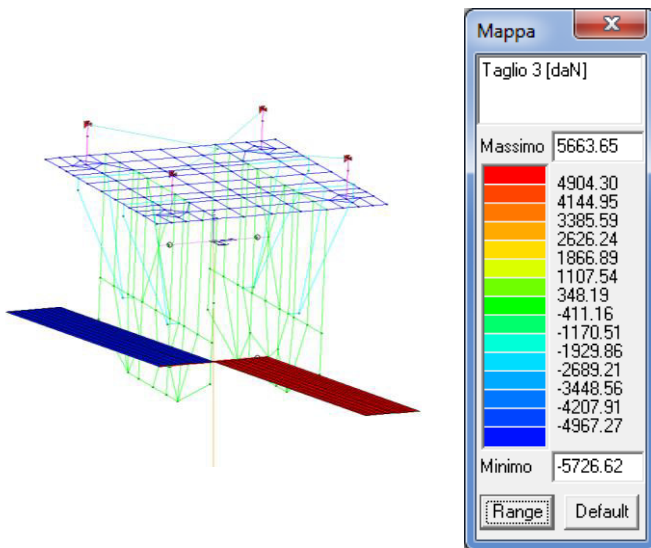 Mappa
Taglio 3 [daN]
Massimo 5663.65
4904.30
4144.95
3385.59
2626.24
1866.89
1107.54
348.19
-411.16
-1170.51
-1929.86
-2689.21
-3448.56
-4207.91
-4967.27
Minimo -5726.62
Range Default